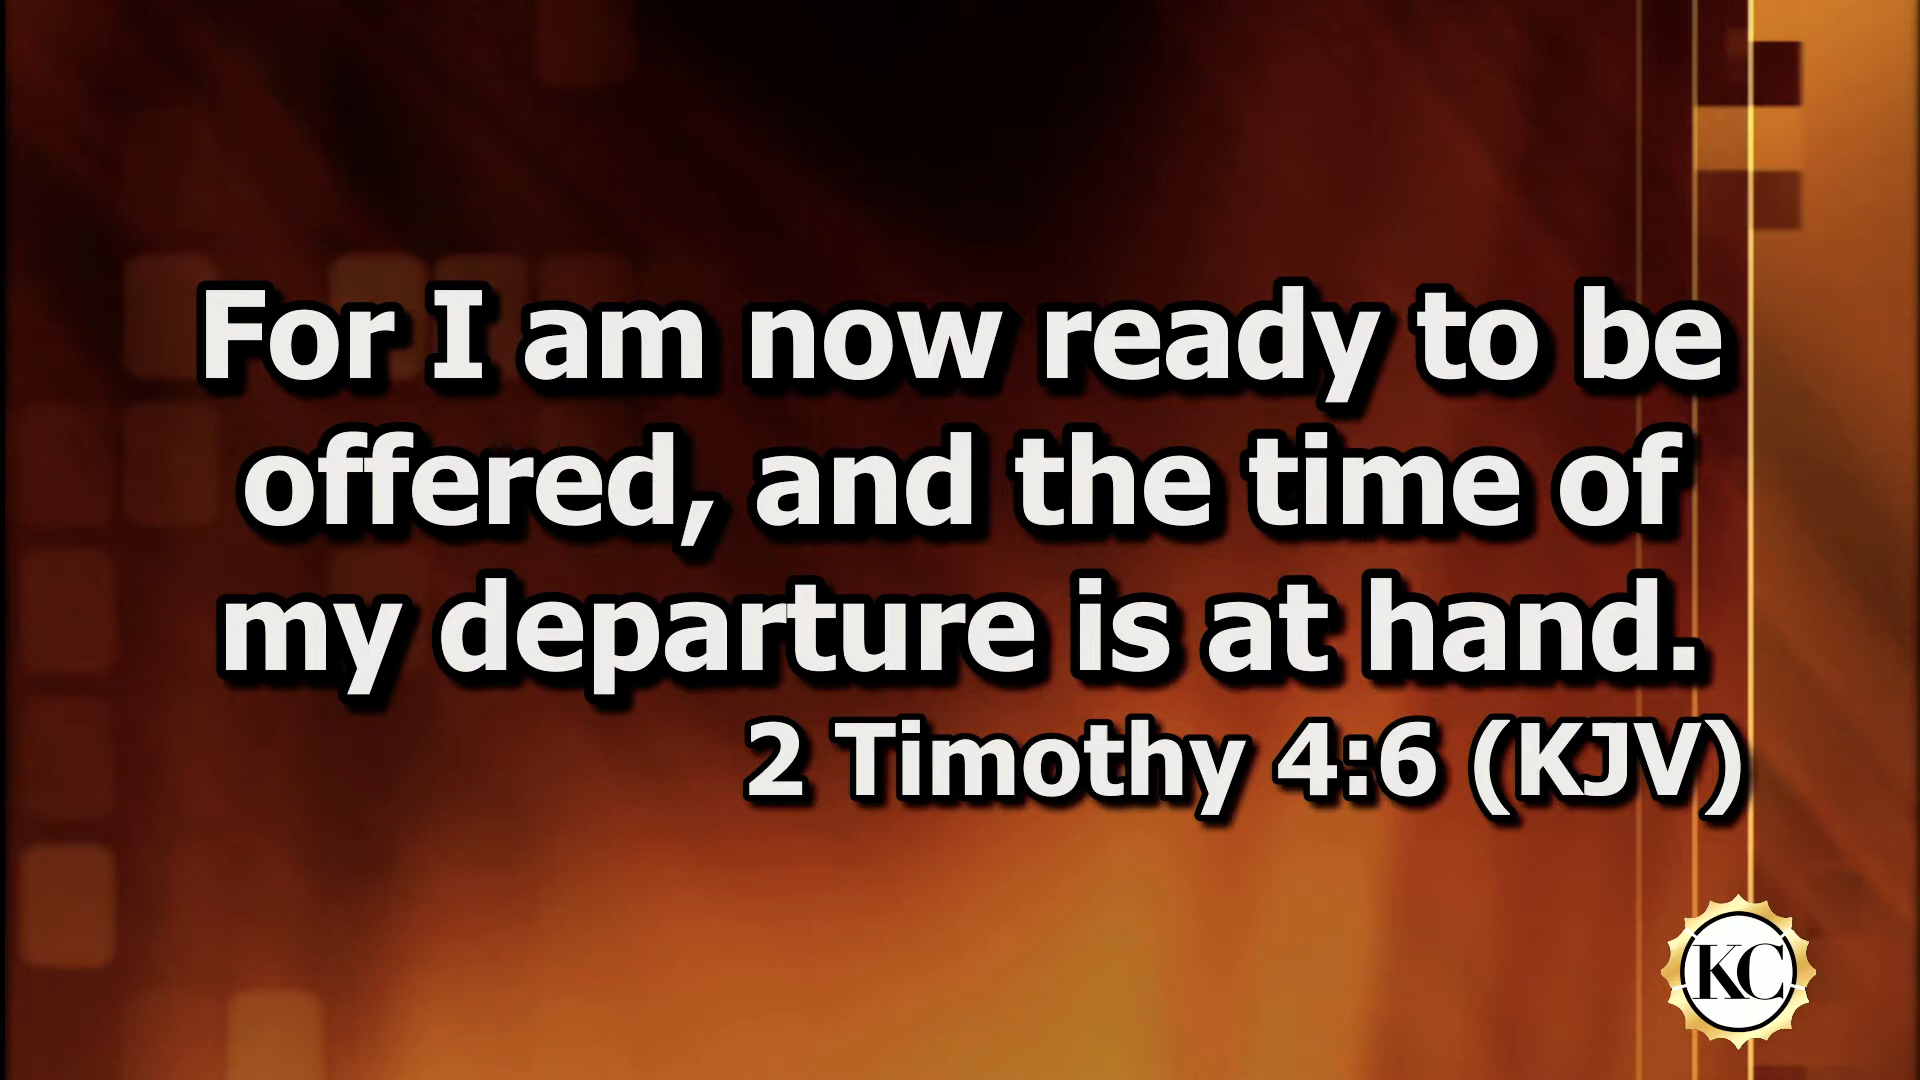 For I am now ready to be
offered, and the time of
my departure is at hand.
2 Timothy 4:6 (KJV)
KC